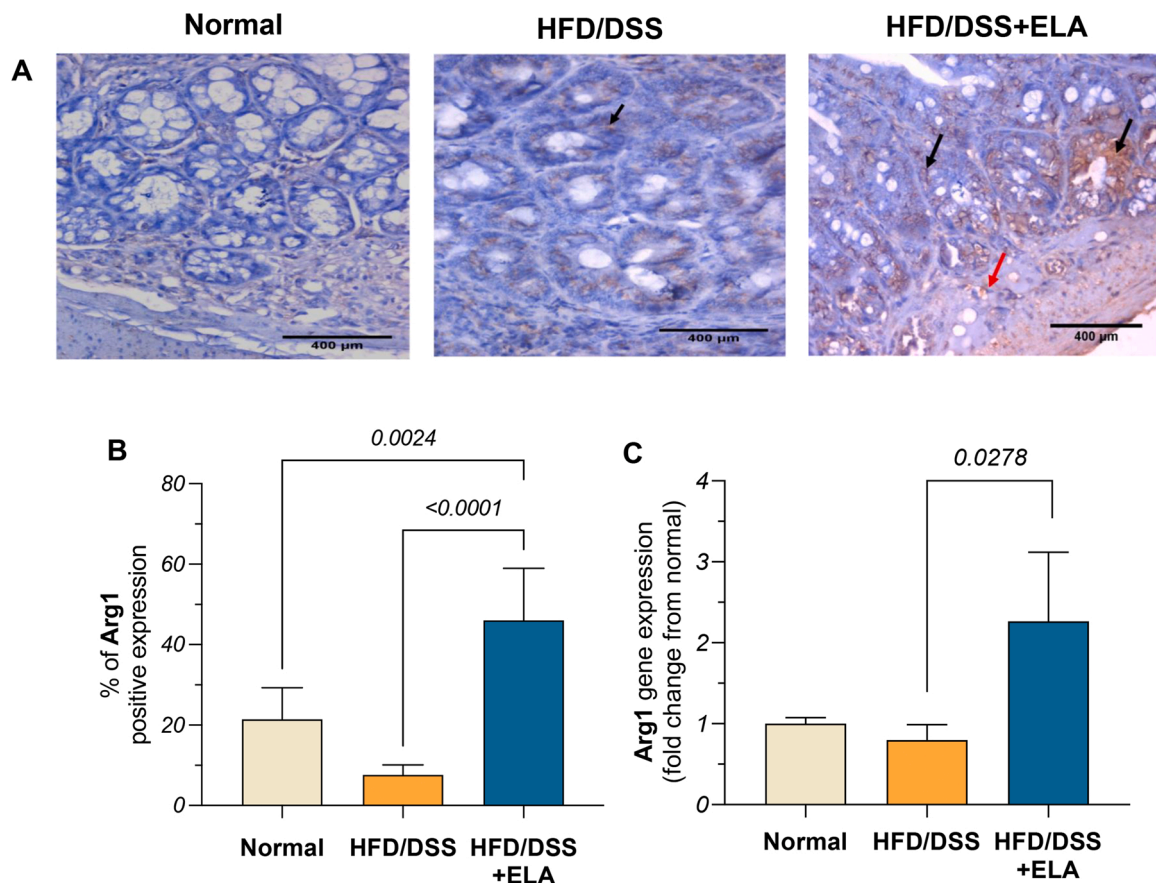 Normal
HFD/DSS
HFD/DSS+ELA
A
400 µm
400 µm
400 µm
B
0.0024
<0.0001
% of Arg1
positive expression
80
60
40
20
0
Normal
HFD/DSS
HFD/DSS
+ELA
C
0.0278
Arg1 gene expression
(fold change from normal)
4
3
2
1
0
Normal
HFD/DSS
HFD/DSS
+ELA